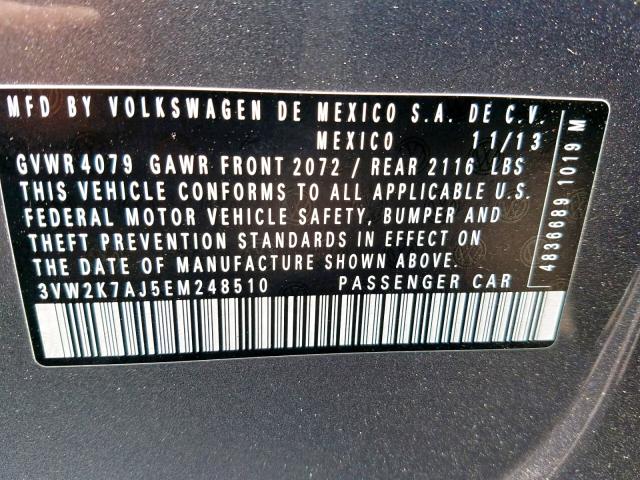 MFD BY VOLKSWAGEN DE MEXICO S.A. DE C.V.
MEXICO 11/13
GVWR 4079 GAWR FRONT 2072 / REAR 2116 LBS
THIS VEHICLE CONFORMS TO ALL APPLICABLE U.S.
FEDERAL MOTOR VEHICLE SAFETY, BUMPER AND
THEFT PREVENTION STANDARDS IN EFFECT ON
THE DATE OF MANUFACTURE SHOWN ABOVE.
3VW2K7AJ5EM248510 PASSENGER CAR
4836689 1019 M